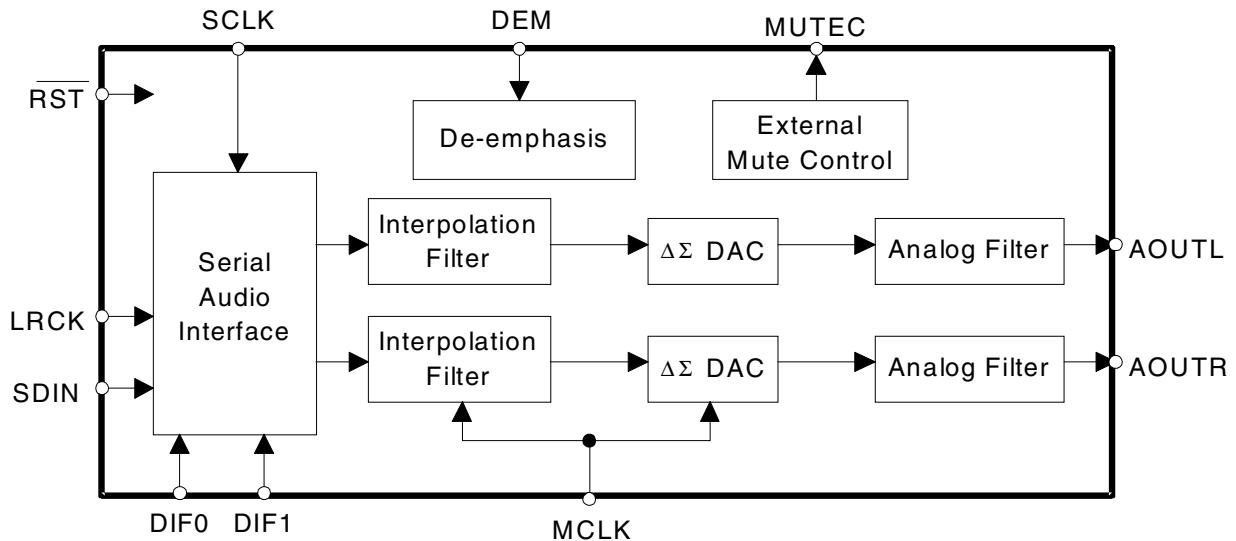 SCLK
DEM
MUTEC
RST
De-emphasis
External
Mute Control
Serial
Audio
Interface
Interpolation
Filter
ΔΣ DAC
Analog Filter
AOUTL
LRCK
SDIN
Interpolation
Filter
ΔΣ DAC
Analog Filter
AOUTR
DIF0
DIF1
MCLK